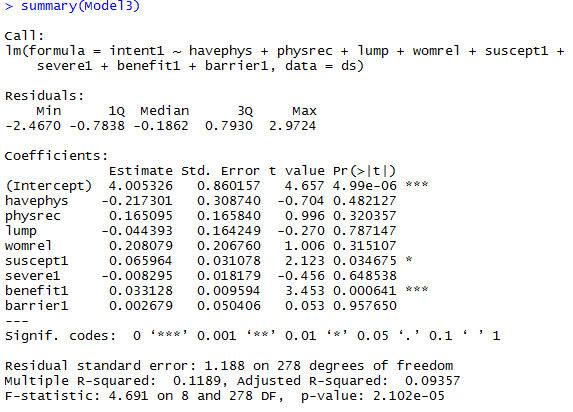 > summary(Model3)
Call:
lm(formula = intent1 ~ havephys + physrec + lump + womrel + suscept1 +
    severe1 + benefit1 + barrier1, data = ds)
Residuals:
    Min      1Q  Median      3Q     Max
-2.4670 -0.7838 -0.1862  0.7930  2.9724
Coefficients:
             Estimate Std. Error t value Pr(>|t|)
(Intercept)  4.005326   0.860157   4.657 4.99e-06 ***
havephys    -0.217301   0.308740  -0.704 0.482127
physrec      0.165095   0.165840   0.996 0.320357
lump        -0.044393   0.164249  -0.270 0.787147
womrel       0.208079   0.206760   1.006 0.315107
suscept1     0.065964   0.031078   2.123 0.034675 *
severe1     -0.008295   0.018179  -0.456 0.648538
benefit1     0.033128   0.009594   3.453 0.000641 ***
barrier1     0.002679   0.050406   0.053 0.957650
---
Signif. codes:  0 ‘***’ 0.001 ‘**’ 0.01 ‘*’ 0.05 ‘.’ 0.1 ‘ ’ 1
Residual standard error: 1.188 on 278 degrees of freedom
Multiple R-squared:  0.1189, Adjusted R-squared:  0.09357
F-statistic: 4.691 on 8 and 278 DF,  p-value: 2.102e-05